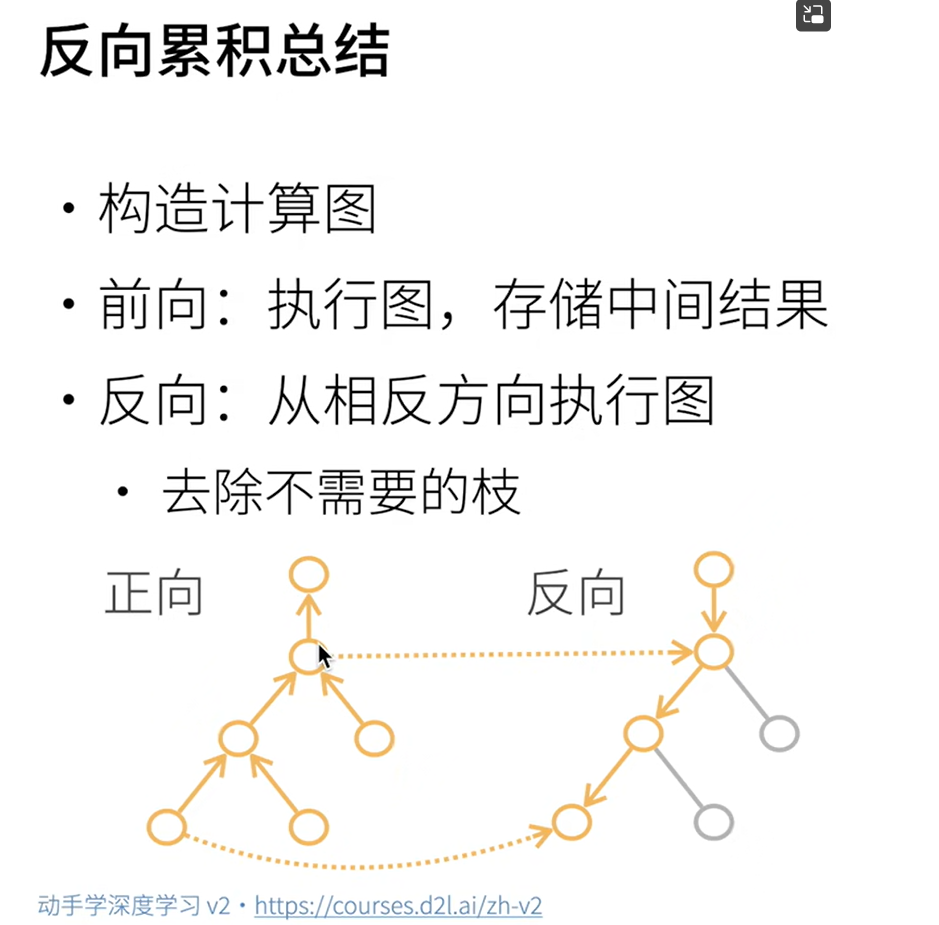 反向累积总结
• 构造计算图
• 前向：执行图，存储中间结果
• 反向：从相反方向执行图
• 去除不需要的枝
正向
反向
动手学深度学习 v2 • https://courses.d2l.ai/zh-v2